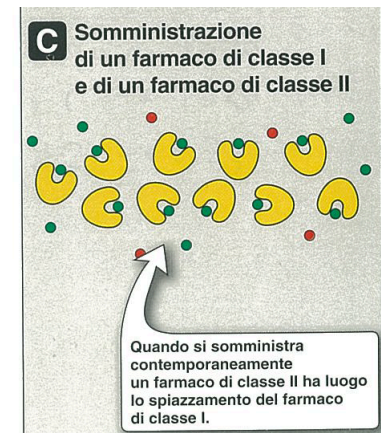 C Somministrazione
di un farmaco di classe I
e di un farmaco di classe II
Quando si somministra
contemporaneamente
un farmaco di classe II ha luogo
lo spiazzamento del farmaco
di classe I.